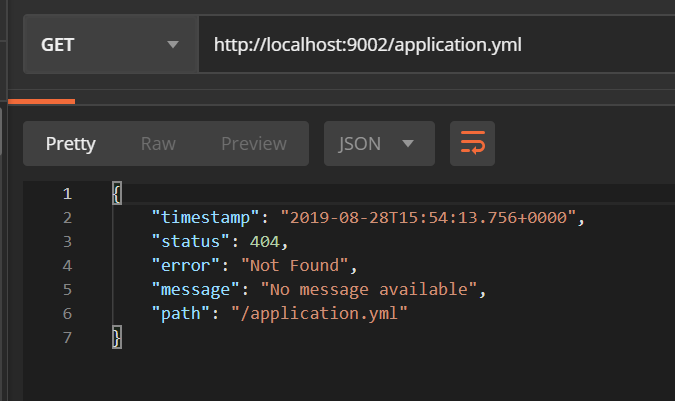 GET http://localhost:9002/application.yml
Pretty Raw Preview JSON
1 {
2 "timestamp": "2019-08-28T15:54:13.756+0000",
3 "status": 404,
4 "error": "Not Found",
5 "message": "No message available",
6 "path": "/application.yml"
7 }